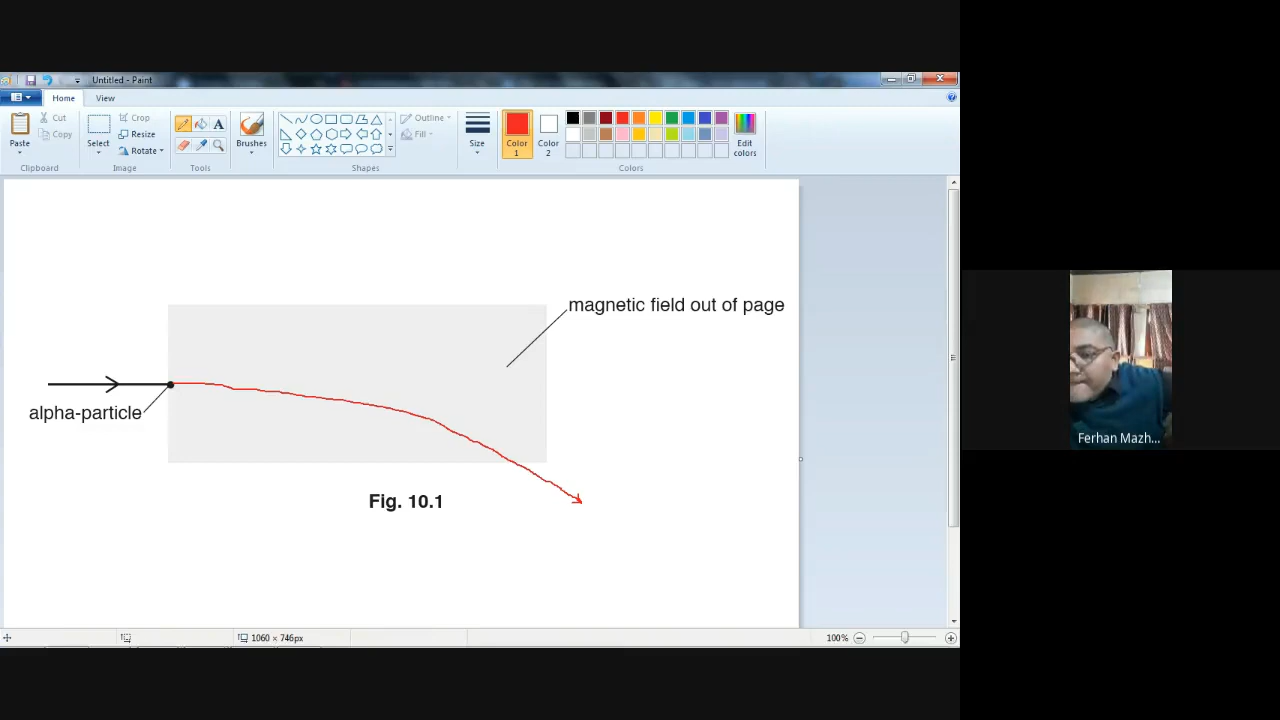 Untitled - Paint
Home View
Cut
Copy
Paste
Clipboard
Select
Crop
Resize
Rotate
Image
A
Tools
Brushes
Outline
Fill
Shapes
Size
Color 1
Color 2
Edit colors
Colors
magnetic field out of page
alpha-particle
Fig. 10.1
1060 × 746px
100%
Ferhan Mazh...